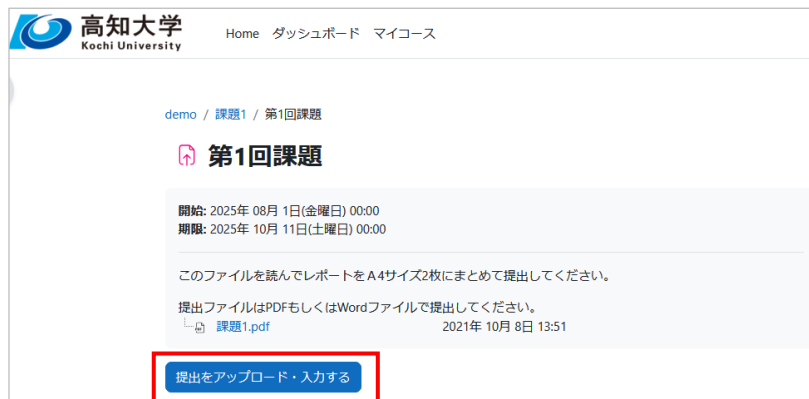 高知大学
Kochi University
Home ダッシュボード マイコース
demo / 課題1 / 第1回課題
第1回課題
開始: 2025年 08月 1日(金曜日) 00:00
期限: 2025年 10月 11日(土曜日) 00:00
このファイルを読んでレポートをA4サイズ2枚にまとめて提出してください。
提出ファイルはPDFもしくはWordファイルで提出してください。
課題1.pdf 2021年 10月 8日 13:51
提出をアップロード・入力する